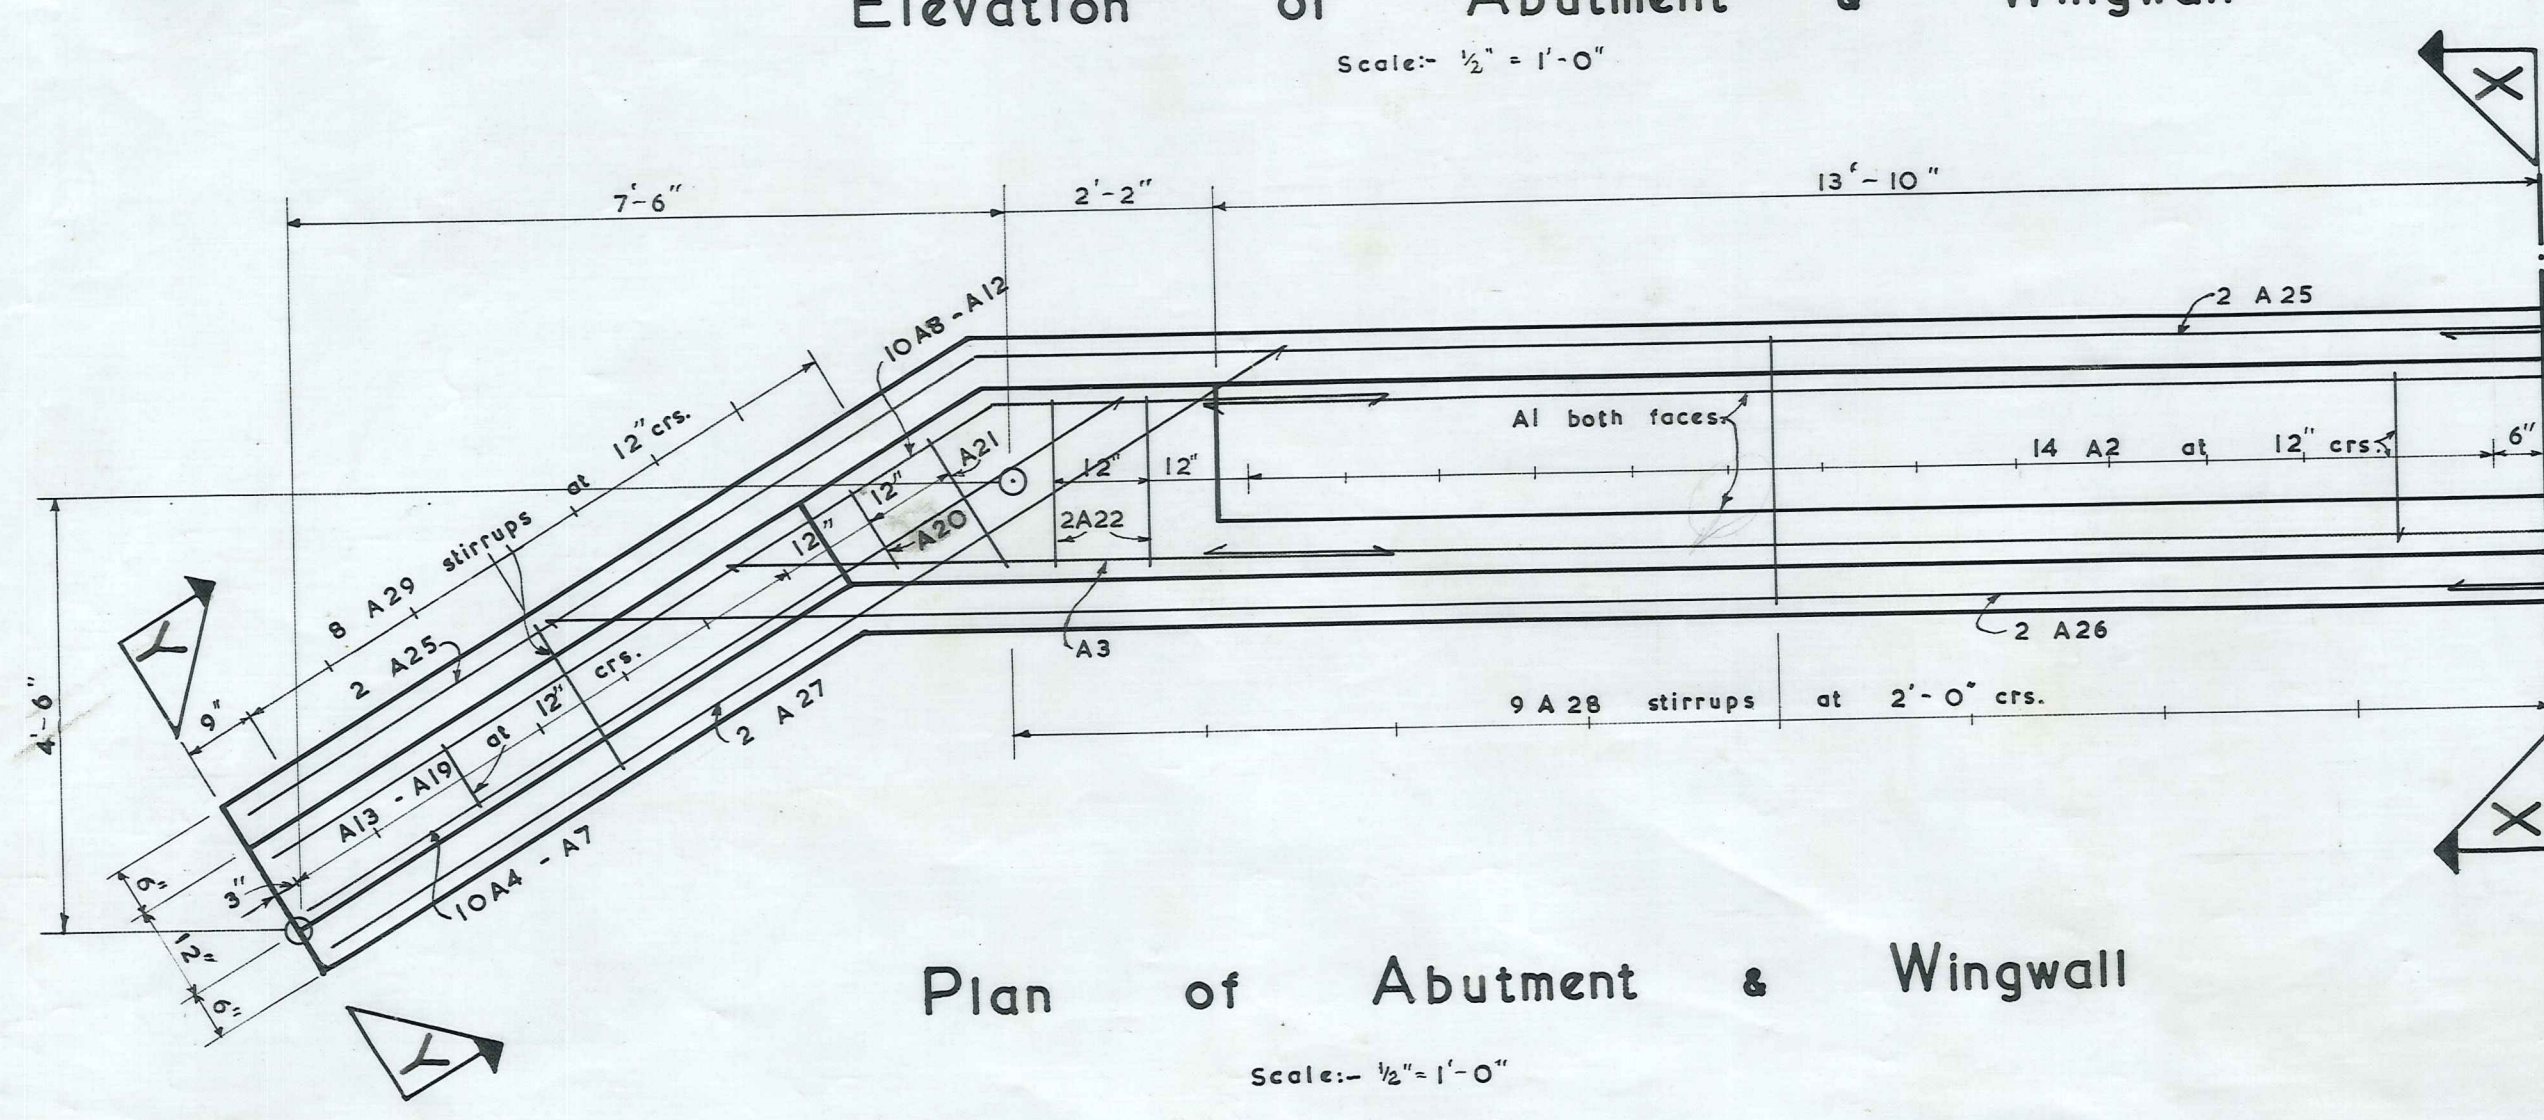 Elevation of Abutment & Wingwall
Scale:- ½" = 1'-0"
X
7'-6"
2'-2"
13'-10"
10A8 - A12
2 A25
8 A29 stirrups at 12" crs.
A21
12"
A20
12"
12"
12"
2A22
A1 both faces
14 A2 at 12" crs.
6"
Y
9"
2 A25
4'-6"
A3
2 A26
2 A27
9 A28 stirrups at 2'-0" crs.
A13 - A19 at 12" crs.
10A4 - A7
6"
3"
12"
6"
X
Y
Plan of Abutment & Wingwall
Scale:- ½" = 1'-0"